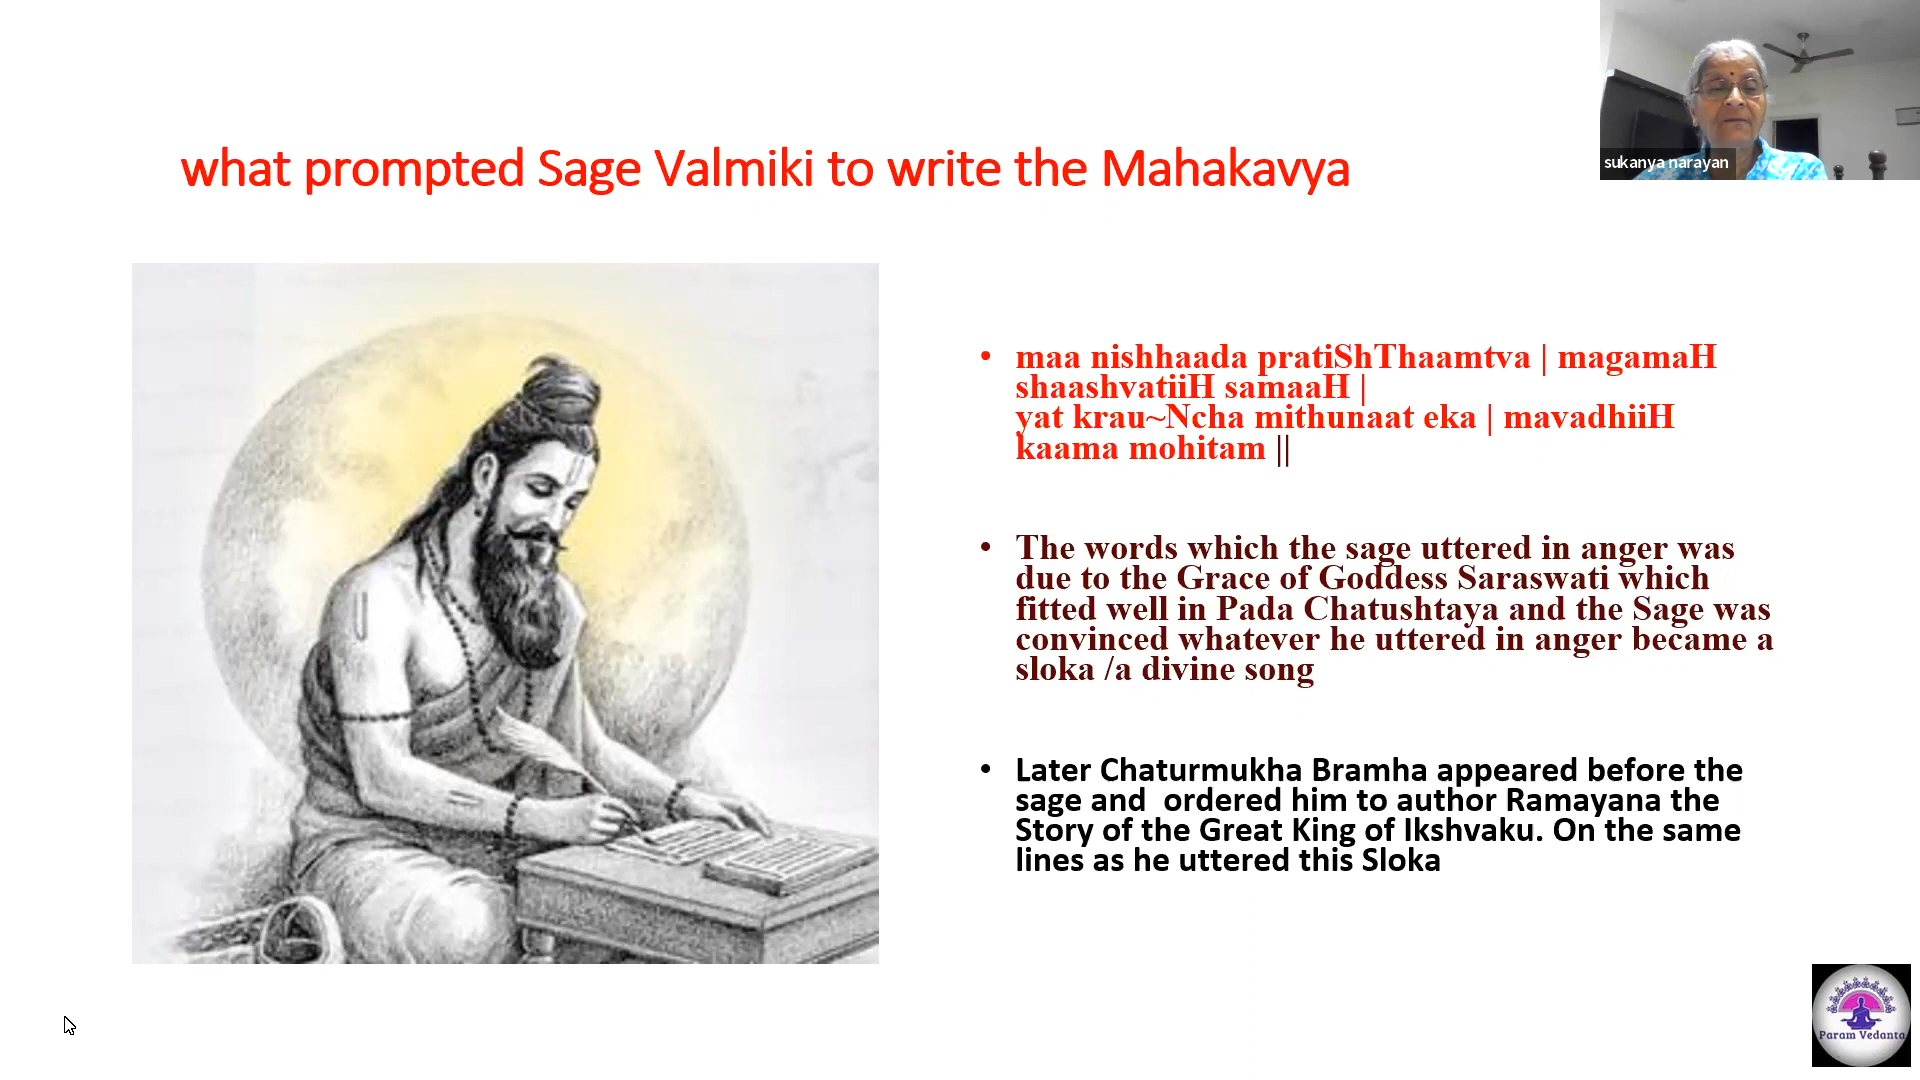 sukanya narayan
what prompted Sage Valmiki to write the Mahakavya
• maa nishhaada pratiShThaamtva | magamaH
shaashvatiiH samaaH |
yat krau~Ncha mithunaat eka | mavadhiiH
kaama mohitam ||
• The words which the sage uttered in anger was
due to the Grace of Goddess Saraswati which
fitted well in Pada Chatushtaya and the Sage was
convinced whatever he uttered in anger became a
sloka /a divine song
• Later Chaturmukha Bramha appeared before the
sage and  ordered him to author Ramayana the
Story of the Great King of Ikshvaku. On the same
lines as he uttered this Sloka
Param Vedanta